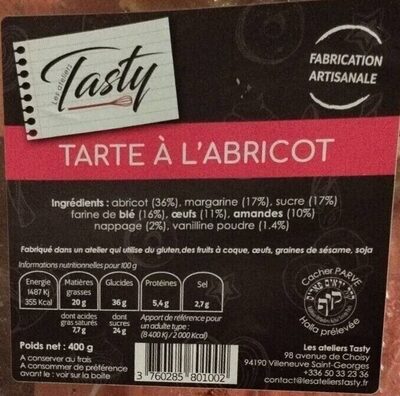 Les ateliers
Tasty
FABRICATION
ARTISANALE
TARTE À L'ABRICOT
Ingrédients : abricot (36%), margarine (17%), sucre (17%)
farine de blé (16%), œufs (11%), amandes (10%)
nappage (2%), vanilline poudre (1.4%)
Fabriqué dans un atelier qui utilise du gluten,des fruits à coque, œufs, graines de sésame, soja
Informations nutritionnelles pour 100 g
Energie
1487 Kj
355 Kcal
Matières
grasses
20 g
Glucides
36 g
Protéines
5,4 g
Sel
2,7 g
dont acides
gras saturés
7,7 g
dont
sucres
24 g
Apport de référence pour
un adulte type :
(8 400 Kj / 2 000 Kcal)
Cacher PARVE
Halla prélevée
Poids net : 400 g
A conserver au frais
A consommer de préférence
avant le : voir sur la boite
3 760285 801002
Les ateliers Tasty
98 avenue de Choisy
94190 Villeneuve Saint-Georges
+336 50 33 23 36
contact@lesatelierstasty.fr